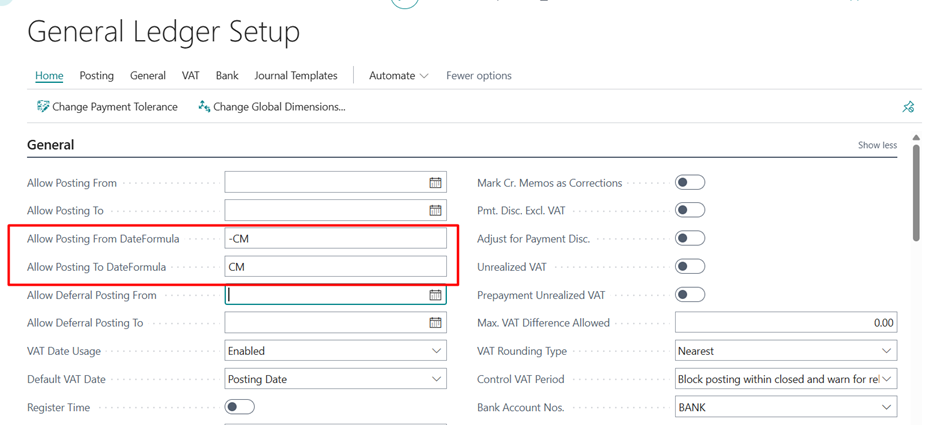 General Ledger Setup
Home Posting General VAT Bank Journal Templates Automate Fewer options
Change Payment Tolerance Change Global Dimensions...
General Show less
Allow Posting From
Allow Posting To
Allow Posting From DateFormula -CM
Allow Posting To DateFormula CM
Allow Deferral Posting From
Allow Deferral Posting To
VAT Date Usage Enabled
Default VAT Date Posting Date
Register Time
Mark Cr. Memos as Corrections
Pmt. Disc. Excl. VAT
Adjust for Payment Disc.
Unrealized VAT
Prepayment Unrealized VAT
Max. VAT Difference Allowed 0.00
VAT Rounding Type Nearest
Control VAT Period Block posting within closed and warn for rel
Bank Account Nos. BANK